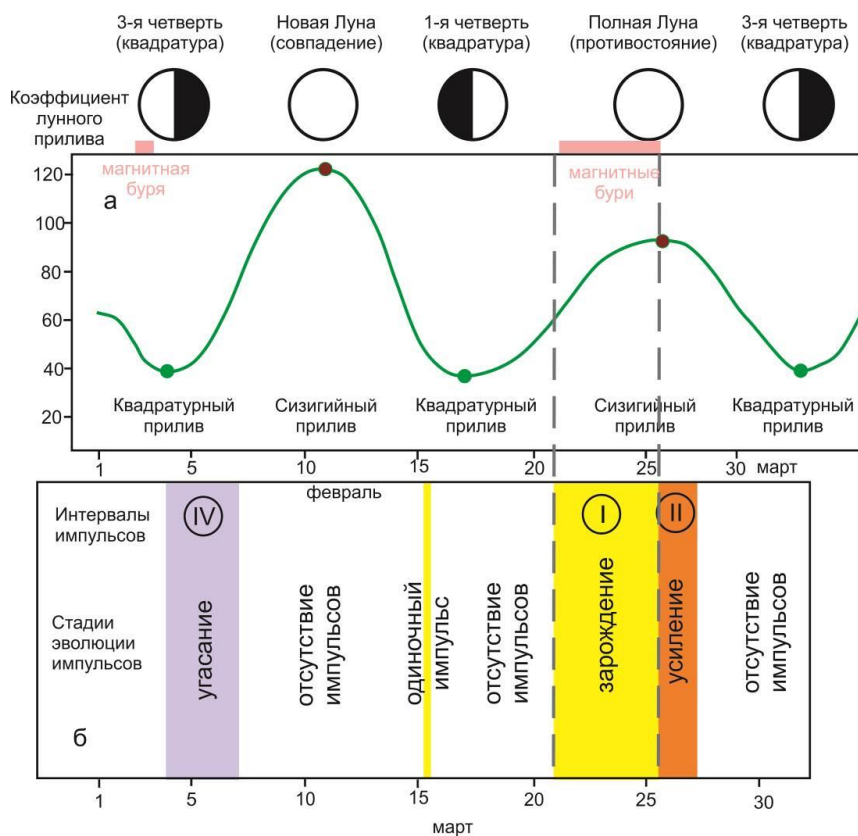 3-я четверть
(квадратура)
Новая Луна
(совпадение)
1-я четверть
(квадратура)
Полная Луна
(противостояние)
3-я четверть
(квадратура)
Коэффициент
лунного
прилива
магнитная
буря
магнитные
бури
а
120
100
80
60
40
20
Квадратурный
прилив
Сизигийный
прилив
Квадратурный
прилив
Сизигийный
прилив
Квадратурный
прилив
1 5 10 15 20 25 30 март
февраль
Интервалы
импульсов
IV
I
II
Стадии
эволюции
импульсов
угасание
отсутствие
импульсов
одиночный
импульс
отсутствие
импульсов
зарождение
усиление
отсутствие
импульсов
б
1 5 10 15 20 25 30
март